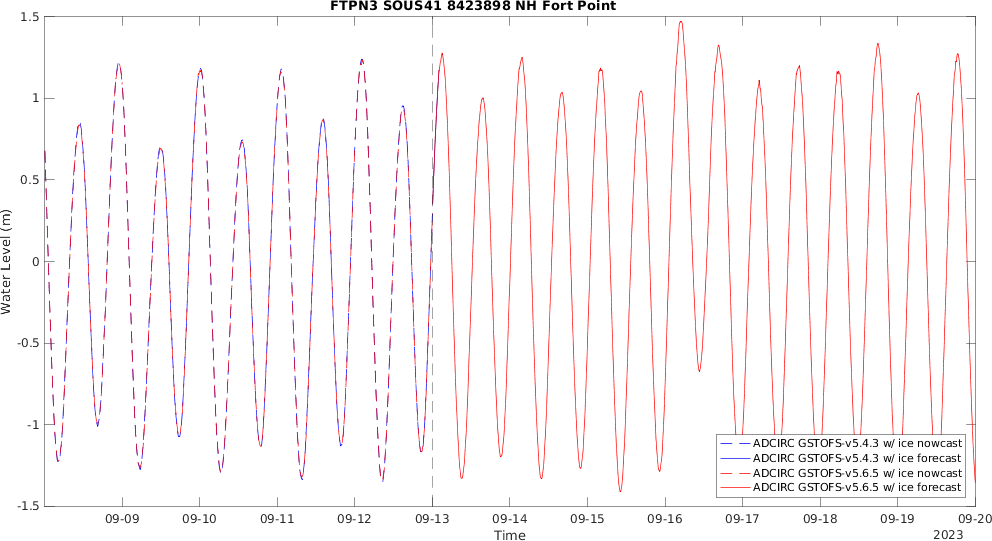 FTPN3 SOUS41 8423898 NH Fort Point
1.5
1
0.5
0
-0.5
-1
-1.5
Water Level (m)
ADCIRC GSTOFS-v5.4.3 w/ ice nowcast
ADCIRC GSTOFS-v5.4.3 w/ ice forecast
ADCIRC GSTOFS-v5.6.5 w/ ice nowcast
ADCIRC GSTOFS-v5.6.5 w/ ice forecast
09-09 09-10 09-11 09-12 09-13 09-14 09-15 09-16 09-17 09-18 09-19 09-20
Time
2023